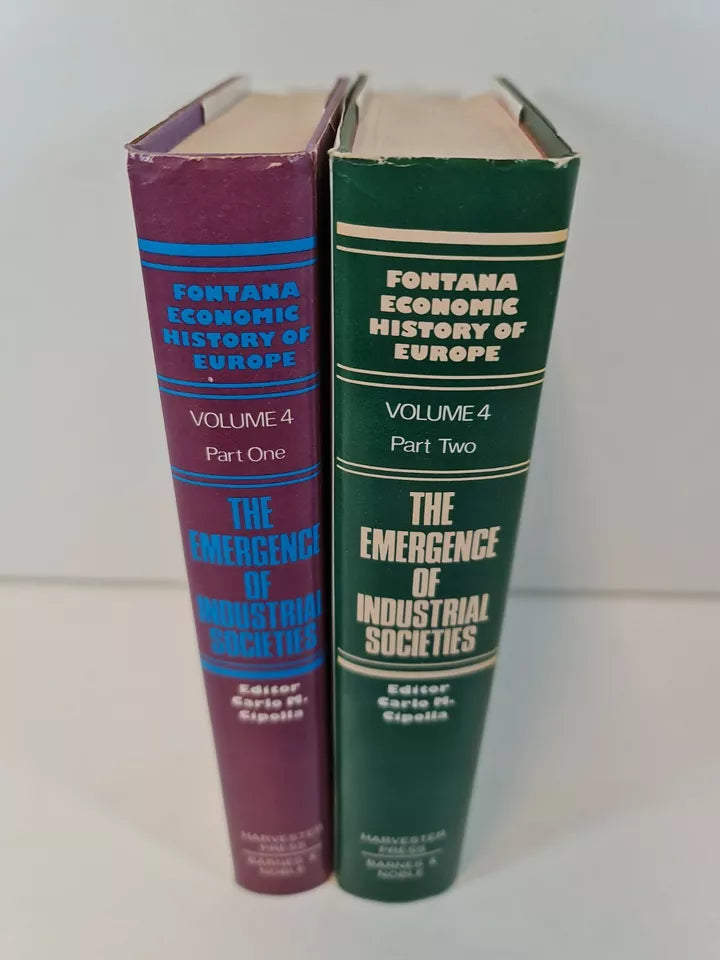 FONTANA
ECONOMIC
HISTORY OF
EUROPE
VOLUME 4
Part One
THE
EMERGENCE
OF
INDUSTRIAL
SOCIETIES
Editor
Carlo M.
Cipolla
HARVESTER
PRESS
BARNES &
NOBLE
FONTANA
ECONOMIC
HISTORY OF
EUROPE
VOLUME 4
Part Two
THE
EMERGENCE
OF
INDUSTRIAL
SOCIETIES
Editor
Carlo M.
Cipolla
HARVESTER
PRESS
BARNES &
NOBLE